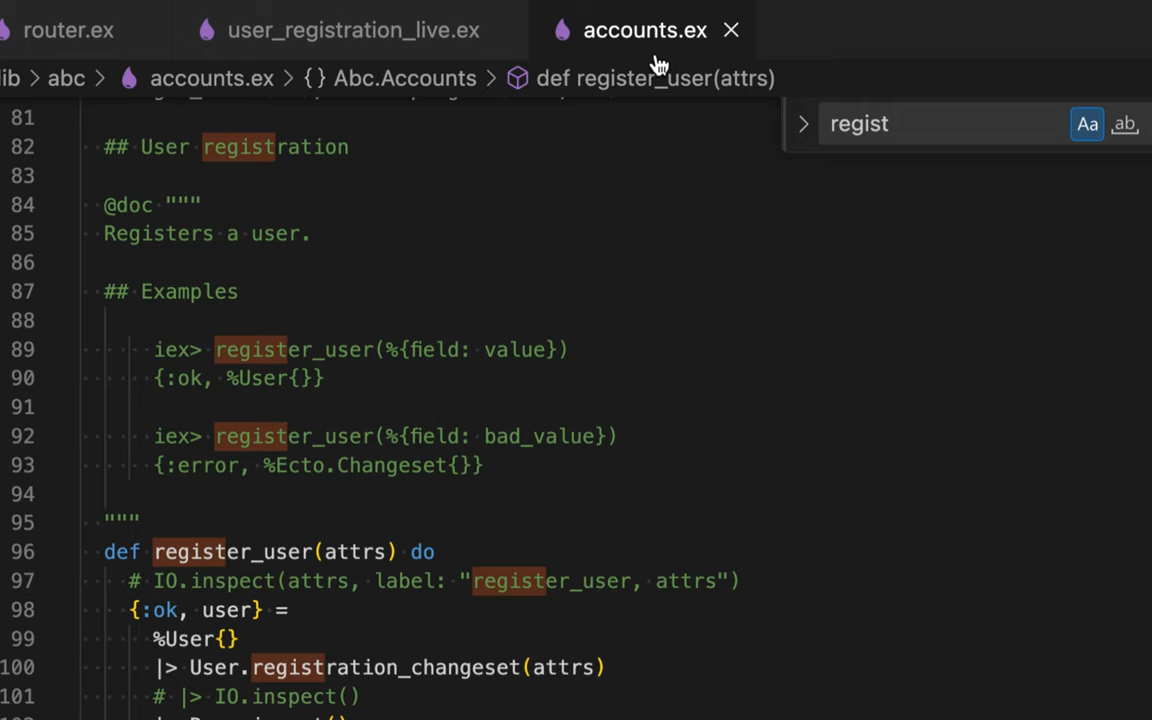 router.ex user_registration_live.ex accounts.ex
lib > abc > accounts.ex > {} Abc.Accounts > def register_user(attrs)
regist Aa ab
81
82 ## User registration
83
84 @doc """
85 Registers a user.
86
87 ## Examples
88
89 iex> register_user(%{field: value})
90 {:ok, %User{}}
91
92 iex> register_user(%{field: bad_value})
93 {:error, %Ecto.Changeset{}}
94
95 """
96 def register_user(attrs) do
97 # IO.inspect(attrs, label: "register_user, attrs")
98 {:ok, user} =
99 %User{}
100 |> User.registration_changeset(attrs)
101 # |> IO.inspect()